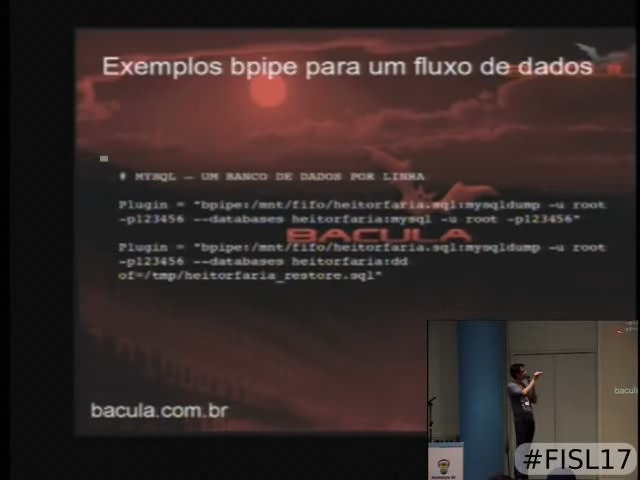 Exemplos bpipe para um fluxo de dados
# MYSQL - UM BANCO DE DADOS POR LINHA
Plugin = "bpipe:/mnt/fifo/heitorfaria.sql:mysqldump -u root
-p123456 --databases heitorfaria:mysql -u root -p123456"
BACULA
Plugin = "bpipe:/mnt/fifo/heitorfaria.sql:mysqldump -u root
-p123456 --databases heitorfaria:dd
of=/tmp/heitorfaria_restore.sql"
bacula.com.br
#FISL17